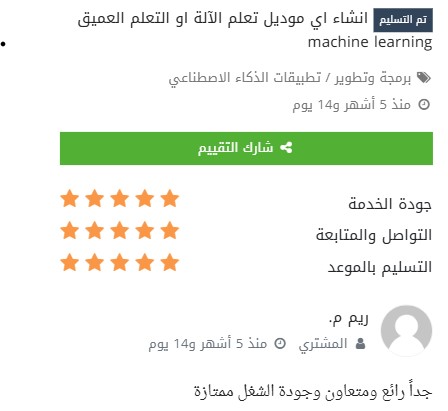 تم التسليم انشاء اي موديل تعلم الآلة او التعلم العميق
machine learning
برمجة وتطوير / تطبيقات الذكاء الاصطناعي
منذ 5 أشهر و14 يوم
شارك التقييم
جودة الخدمة
التواصل والمتابعة
التسليم بالموعد
ريم م.
المشتري منذ 5 أشهر و14 يوم
جداً رائع ومتعاون وجودة الشغل ممتازة